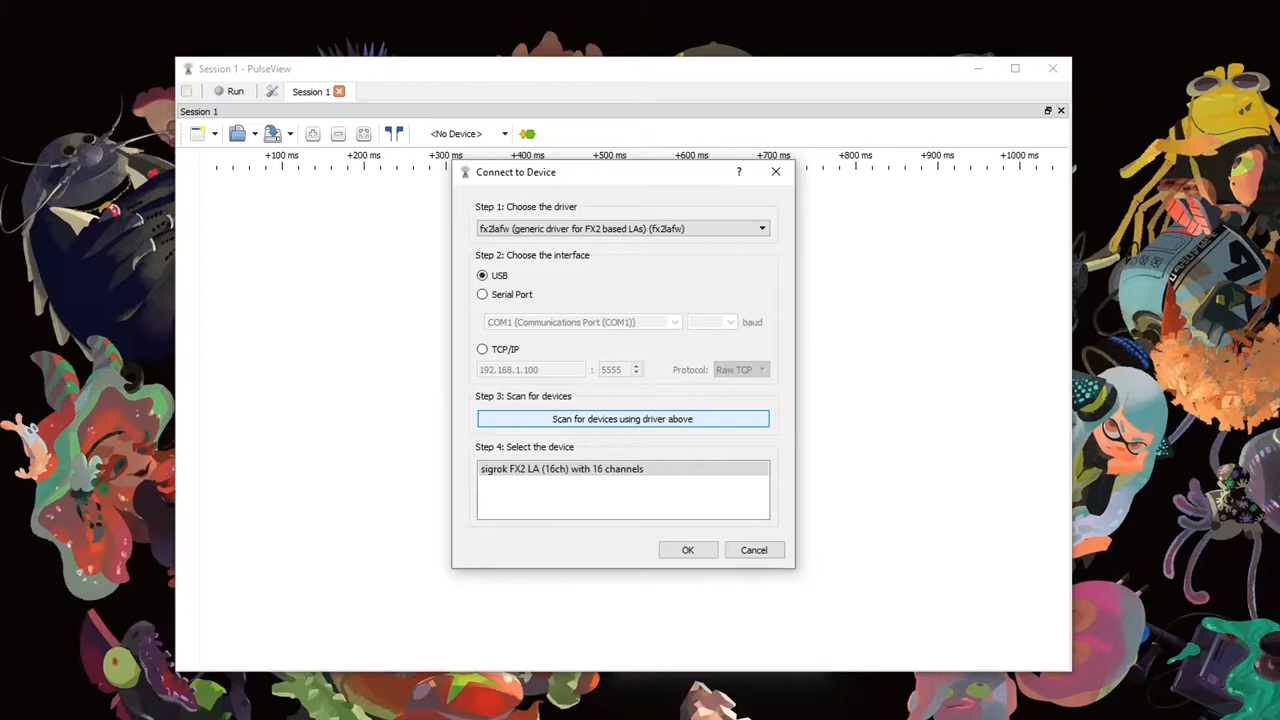 Session 1 - PulseView
Run
Session 1
Session 1
<No Device>
+100 ms +200 ms +300 ms +400 ms +500 ms +600 ms +700 ms +800 ms +900 ms +1000 ms
Connect to Device
?
Step 1: Choose the driver
fx2lafw (generic driver for FX2 based LAs) (fx2lafw)
Step 2: Choose the interface
USB
Serial Port
COM1 (Communications Port (COM1)) baud
TCP/IP
192.168.1.100 : 5555 Protocol: Raw TCP
Step 3: Scan for devices
Scan for devices using driver above
Step 4: Select the device
sigrok FX2 LA (16ch) with 16 channels
OK Cancel